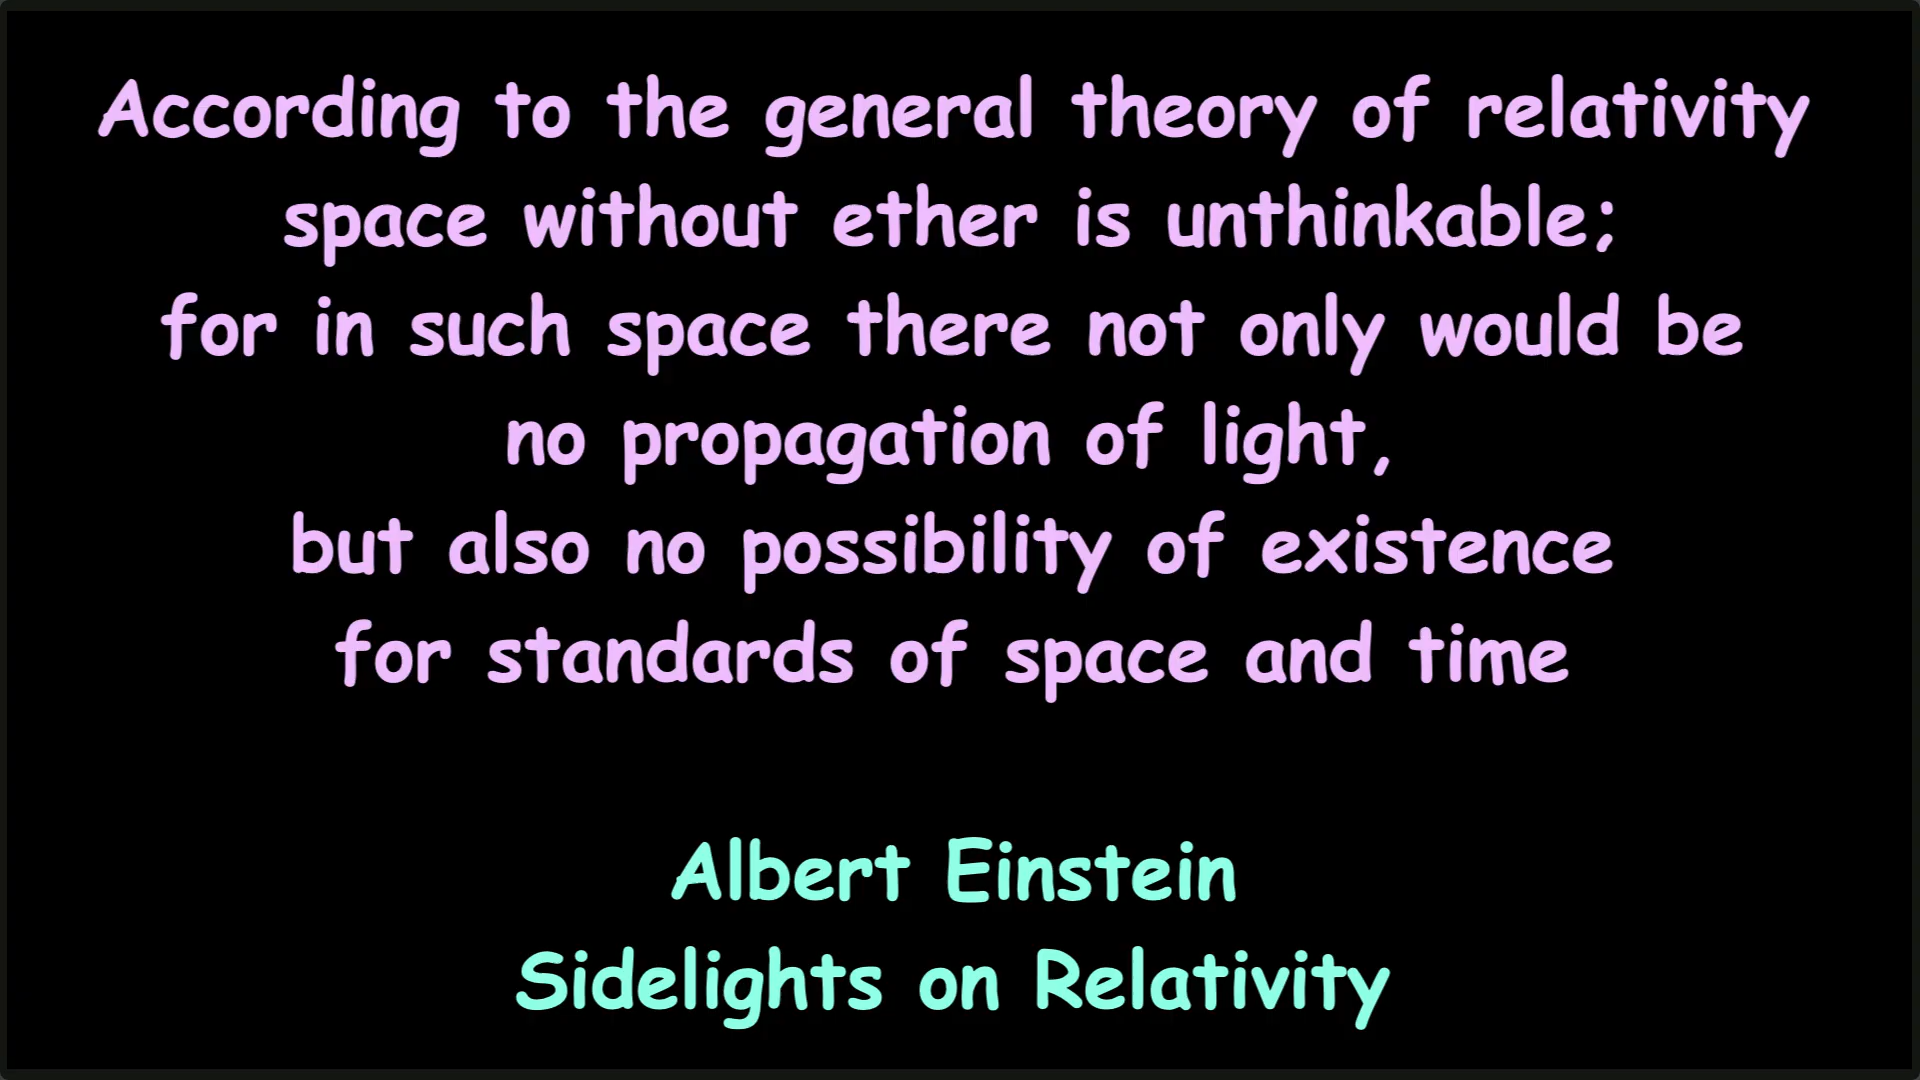 According to the general theory of relativity
space without ether is unthinkable;
for in such space there not only would be
no propagation of light,
but also no possibility of existence
for standards of space and time
Albert Einstein
Sidelights on Relativity